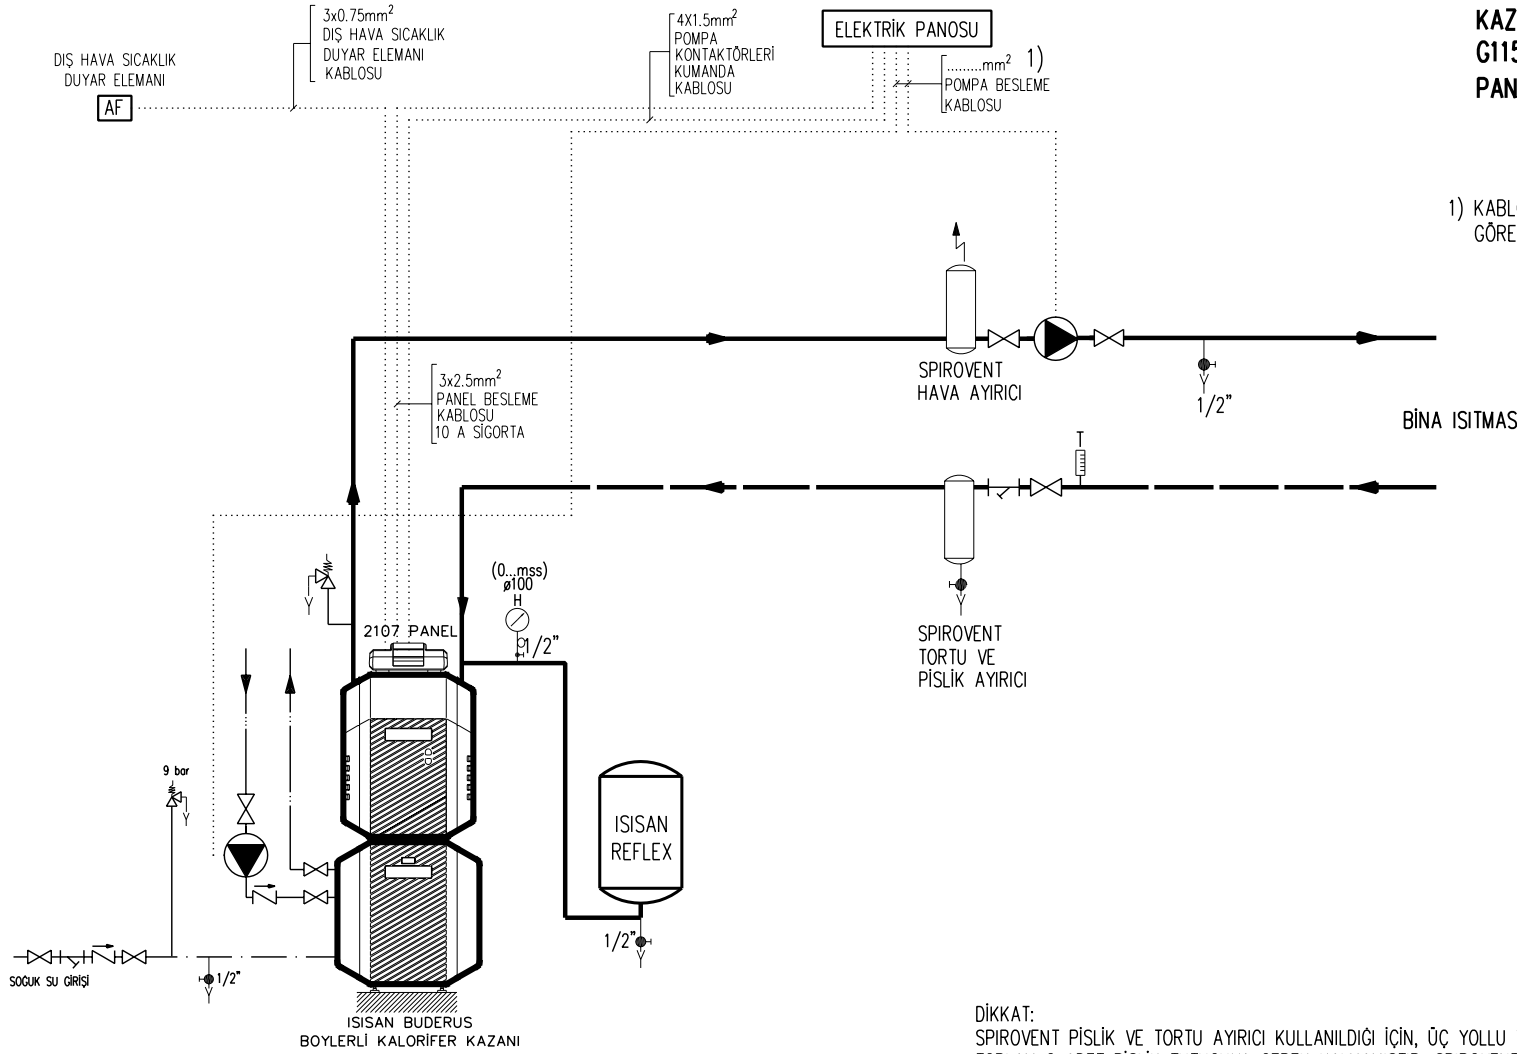 KAZ
G115
PAN
DIŞ HAVA SICAKLIK
DUYAR ELEMANI
AF
3x0.75mm²
DIŞ HAVA SICAKLIK
DUYAR ELEMANI
KABLOSU
4X1.5mm²
POMPA
KONTAKTÖRLERİ
KUMANDA
KABLOSU
ELEKTRİK PANOSU
.........mm² 1)
POMPA BESLEME
KABLOSU
1) KABL
GÖRE
SPIROVENT
HAVA AYIRICI
1/2"
3x2.5mm²
PANEL BESLEME
KABLOSU
10 A SİGORTA
BİNA ISITMAS
T
(0...mss)
ø100
H
1/2"
2107 PANEL
SPIROVENT
TORTU VE
PİSLİK AYIRICI
9 bar
ISISAN
REFLEX
1/2"
SOĞUK SU GİRİŞİ
1/2"
ISISAN BUDERUS
BOYLERLİ KALORİFER KAZANI
DİKKAT:
SPIROVENT PİSLİK VE TORTU AYIRICI KULLANILDIĞI İÇİN, ÜÇ YOLLU